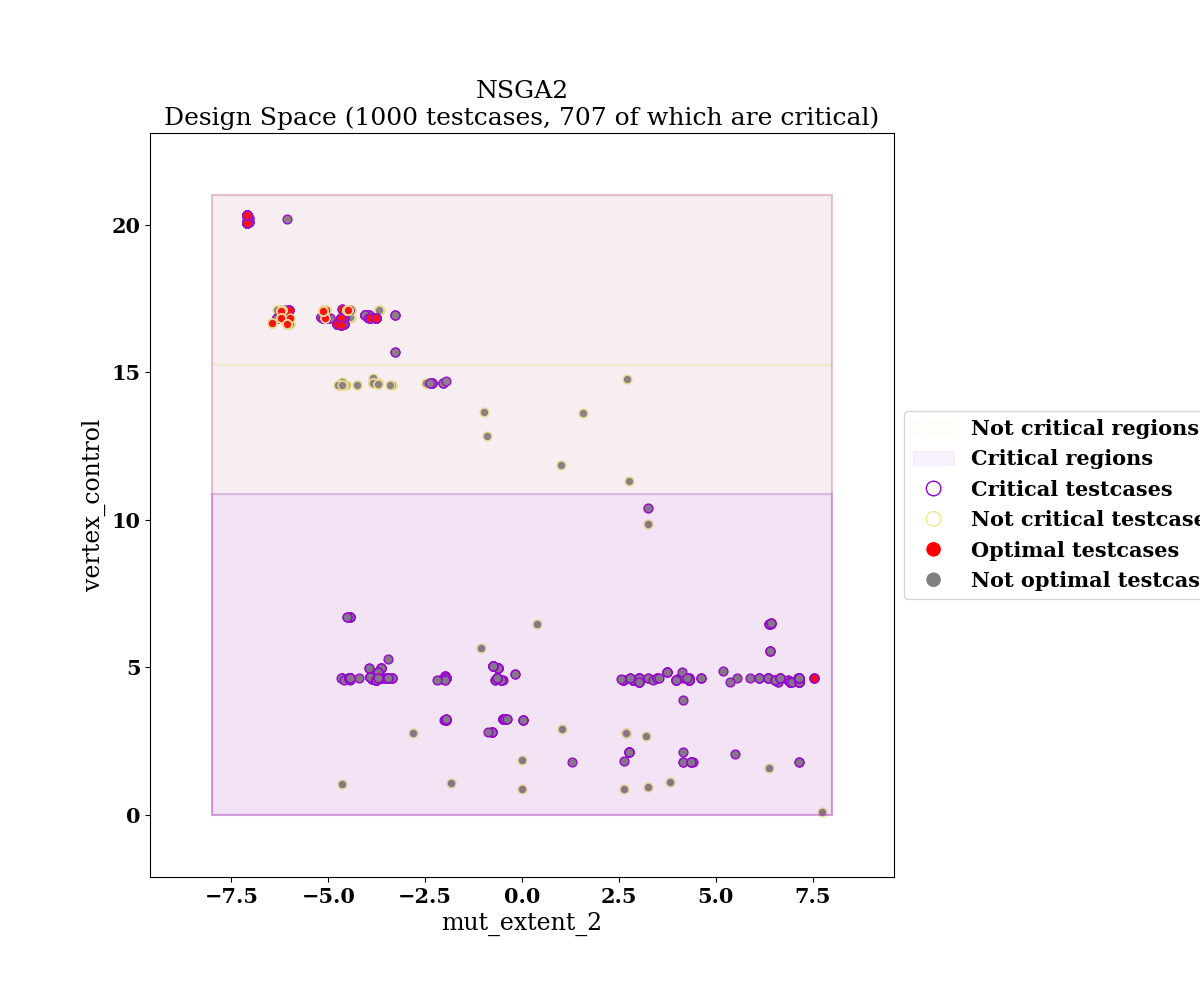 NSGA2
Design Space (1000 testcases, 707 of which are critical)
20
15
10
5
0
vertex_control
−7.5
−5.0
−2.5
0.0
2.5
5.0
7.5
mut_extent_2
Not critical regions
Critical regions
Critical testcases
Not critical testcase
Optimal testcases
Not optimal testcas